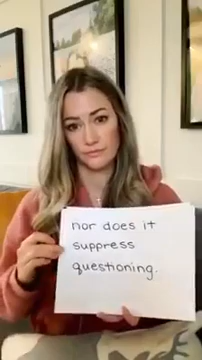 nor does it
suppress
questioning.